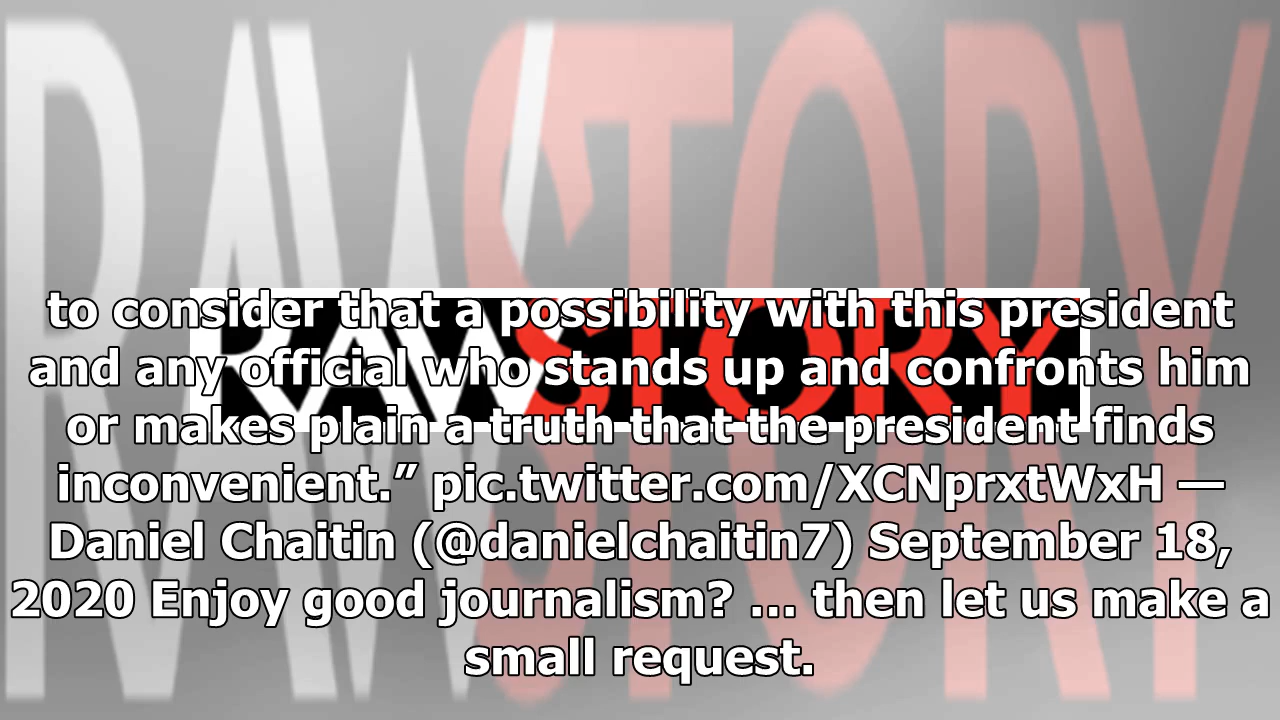 RAWSTORY
RAWSTORY
to consider that a possibility with this president
and any official who stands up and confronts him
or makes plain a truth that the president finds
inconvenient.” pic.twitter.com/XCNprxtWxH —
Daniel Chaitin (@danielchaitin7) September 18,
2020 Enjoy good journalism? ... then let us make a
small request.